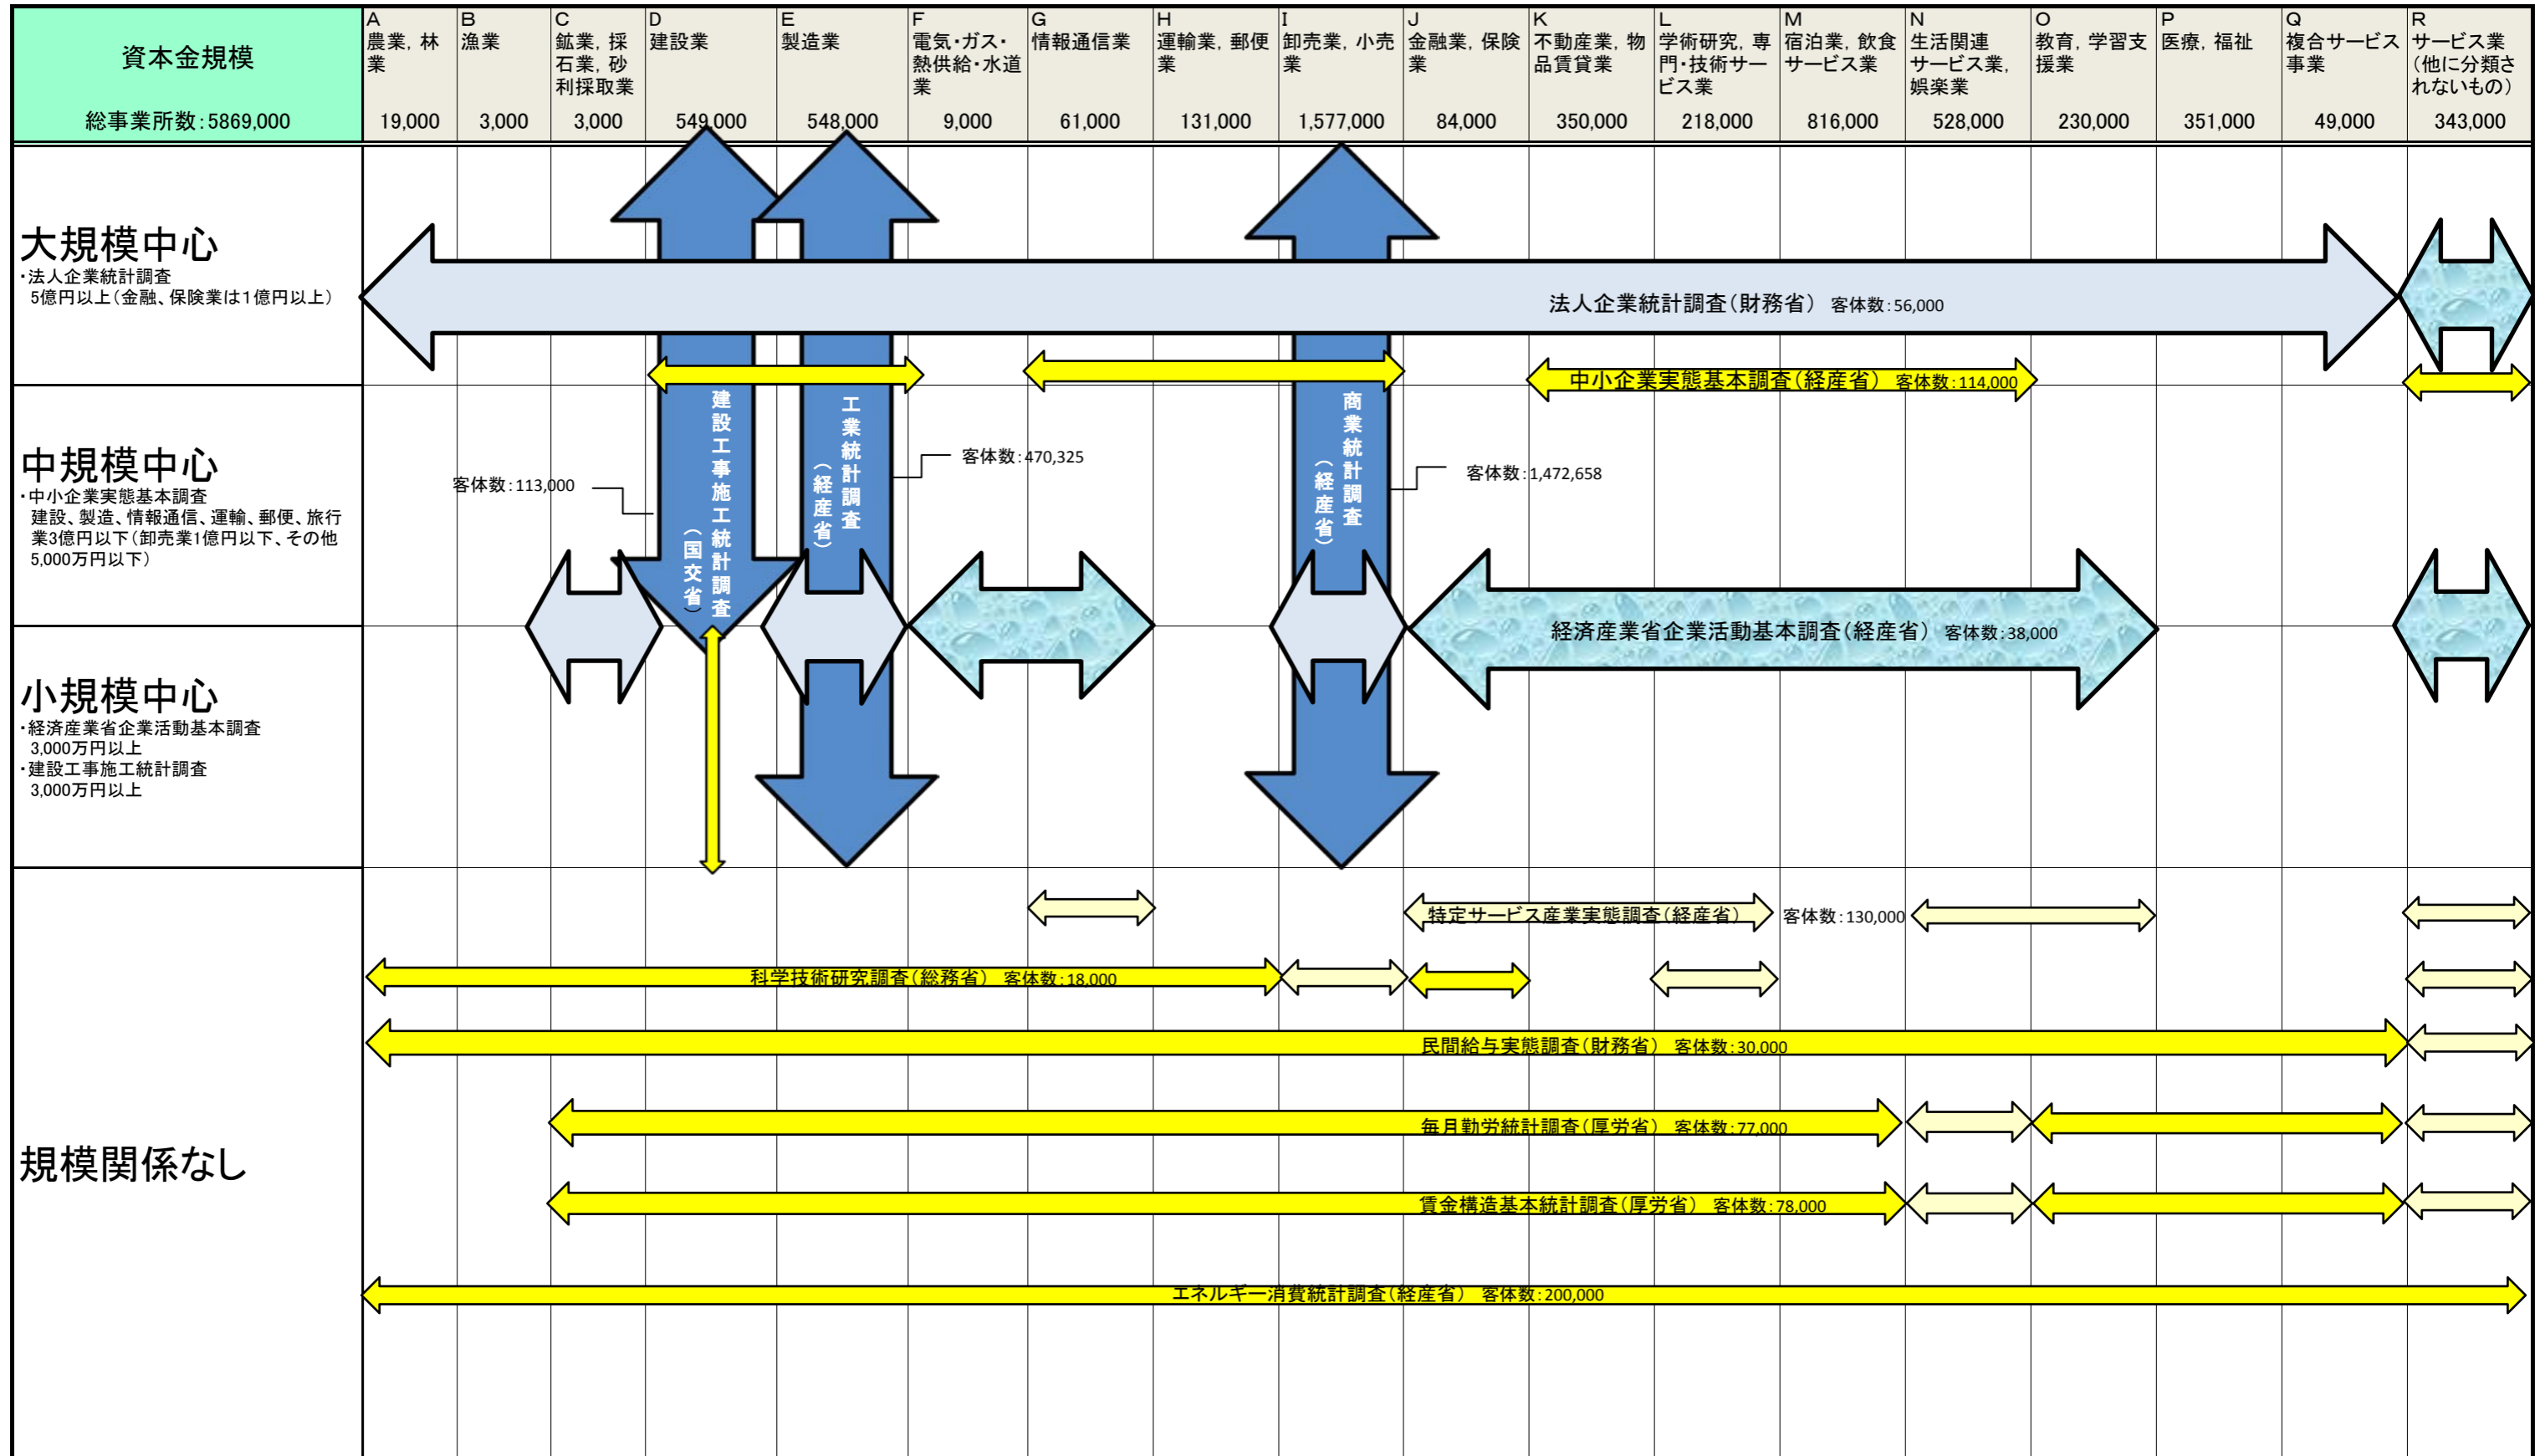 資本金規模
総事業所数:5869,000
A
農業, 林
業
19,000
B
漁業
3,000
C
鉱業, 採
石業, 砂
利採取業
3,000
D
建設業
549,000
E
製造業
548,000
F
電気・ガス・
熱供給・水道
業
9,000
G
情報通信業
61,000
H
運輸業, 郵便
業
131,000
I
卸売業, 小売
業
1,577,000
J
金融業, 保険
業
84,000
K
不動産業, 物
品賃貸業
350,000
L
学術研究, 専
門・技術サー
ビス業
218,000
M
宿泊業, 飲食
サービス業
816,000
N
生活関連
サービス業,
娯楽業
528,000
O
教育, 学習支
援業
230,000
P
医療, 福祉
351,000
Q
複合サービス
事業
49,000
R
サービス業
(他に分類さ
れないもの)
343,000
大規模中心
・法人企業統計調査
5億円以上(金融、保険業は1億円以上)
法人企業統計調査(財務省) 客体数:56,000
中小企業実態基本調査(経産省) 客体数:114,000
中規模中心
・中小企業実態基本調査
建設、製造、情報通信、運輸、郵便、旅行
業3億円以下(卸売業1億円以下、その他
5,000万円以下)
客体数:113,000
建設工事施工統計調査
(国交省)
工業統計調査
(経産省)
客体数:470,325
商業統計調査
(経産省)
客体数:1,472,658
経済産業省企業活動基本調査(経産省) 客体数:38,000
小規模中心
・経済産業省企業活動基本調査
3,000万円以上
・建設工事施工統計調査
3,000万円以上
規模関係なし
特定サービス産業実態調査(経産省) 客体数:130,000
科学技術研究調査(総務省) 客体数:18,000
民間給与実態調査(財務省) 客体数:30,000
毎月勤労統計調査(厚労省) 客体数:77,000
賃金構造基本統計調査(厚労省) 客体数:78,000
エネルギー消費統計調査(経産省) 客体数:200,000